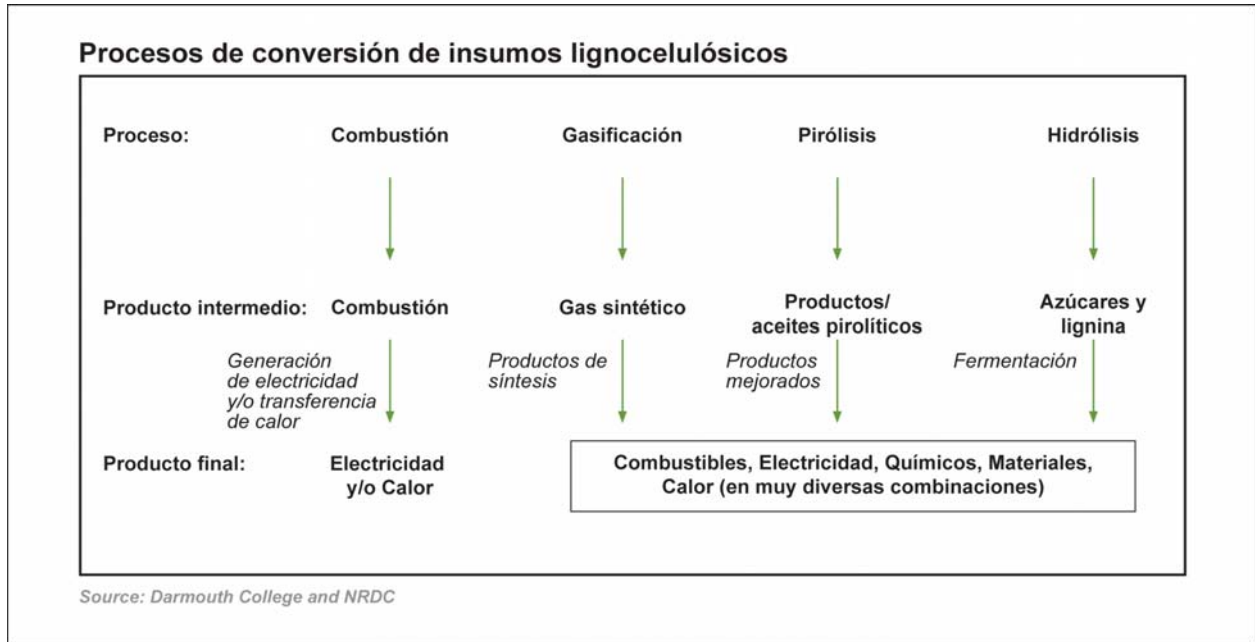 Procesos de conversión de insumos lignocelulósicos
Proceso: Combustión Gasificación Pirólisis Hidrólisis
Producto intermedio: Combustión Gas sintético Productos/ aceites pirolíticos Azúcares y lignina
Generación de electricidad y/o transferencia de calor
Productos de síntesis
Productos mejorados
Fermentación
Producto final: Electricidad y/o Calor
Combustibles, Electricidad, Químicos, Materiales,
Calor (en muy diversas combinaciones)
Source: Darmouth College and NRDC